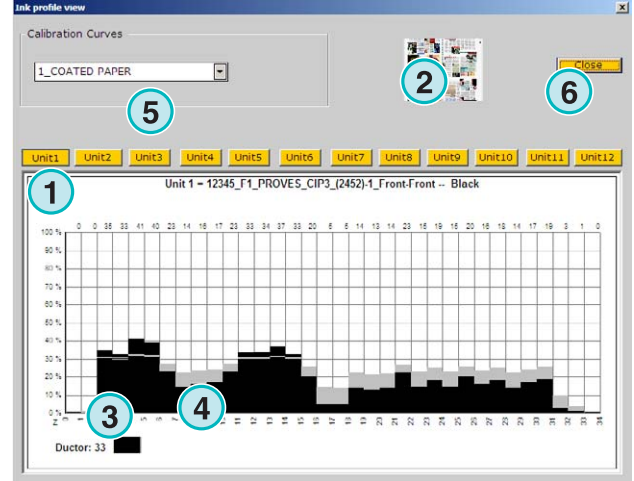 Ink profile view
Calibration Curves
1_COATED PAPER
2
Close
5
6
Unit1 Unit2 Unit3 Unit4 Unit5 Unit6 Unit7 Unit8 Unit9 Unit10 Unit11 Unit12
1
Unit 1 = 12345_F1_PROVES_CIP3_(2452)-1_Front-Front -- Black
0 0 35 33 41 40 23 14 16 17 23 34 34 37 33 20 5 5 14 13 14 23 15 19 15 20 16 18 14 17 19 3 1 0
100 %
90 %
80 %
70 %
60 %
50 %
40 %
30 %
20 %
10 %
0 %
3
4
Ductor: 33